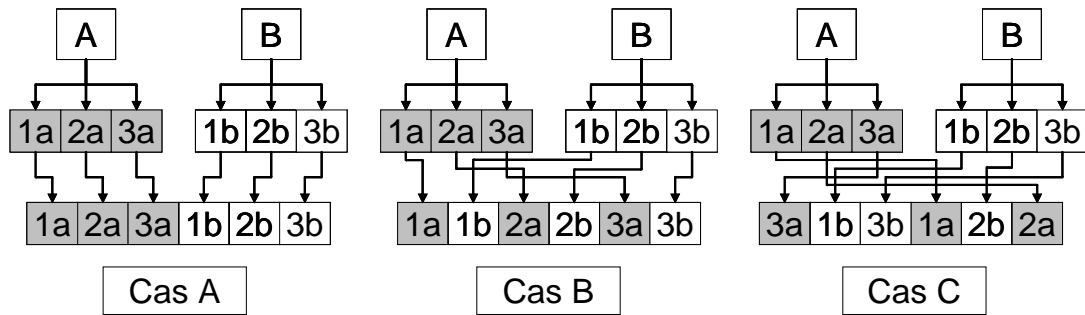 A B A B A B
1a 2a 3a 1b 2b 3b 1a 2a 3a 1b 2b 3b 1a 2a 3a 1b 2b 3b
1a 2a 3a 1b 2b 3b 1a 1b 2a 2b 3a 3b 3a 1b 3b 1a 2b 2a
Cas A Cas B Cas C